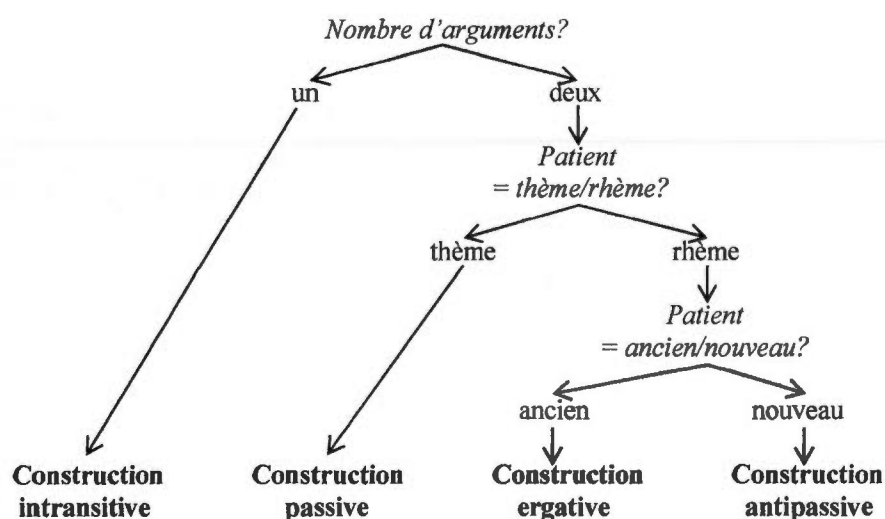 Nombre d'arguments?
un deux
Patient
= thème/rhème?
thème rhème
Patient
= ancien/nouveau?
ancien nouveau
Construction Construction Construction Construction
intransitive passive ergative antipassive